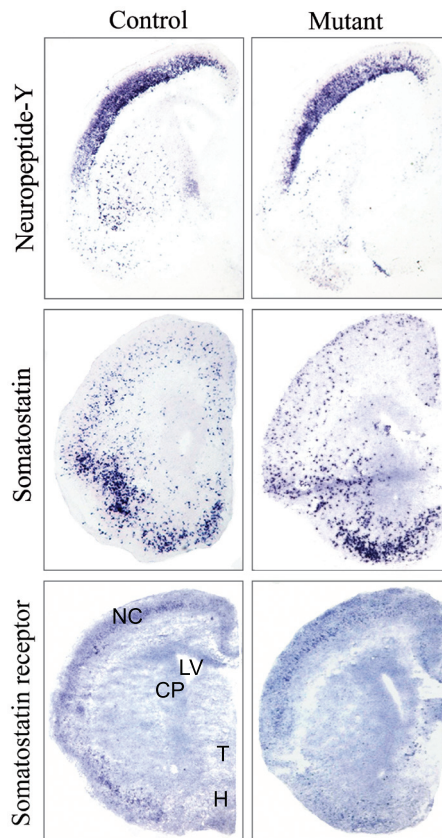 Control Mutant
Neuropeptide-Y
Somatostatin
Somatostatin receptor
NC
LV
CP
T
H